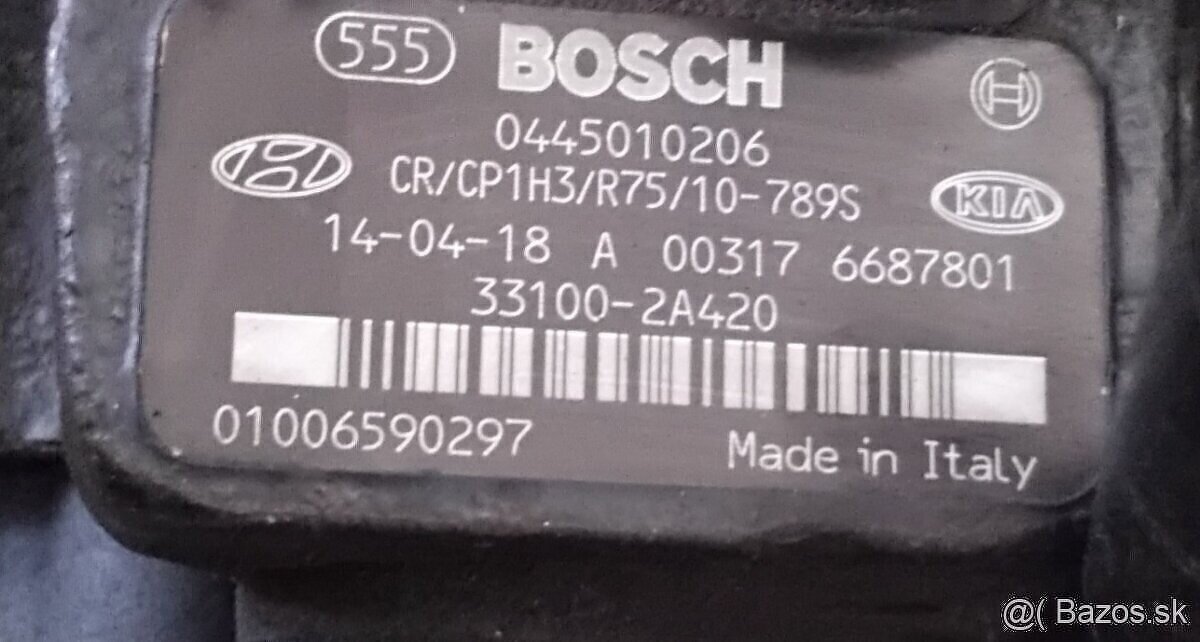 555 BOSCH
0445010206
CR/CP1H3/R75/10-789S
KIA
14-04-18 A 00317 6687801
33100-2A420
01006590297
Made in Italy
@( Bazos.sk